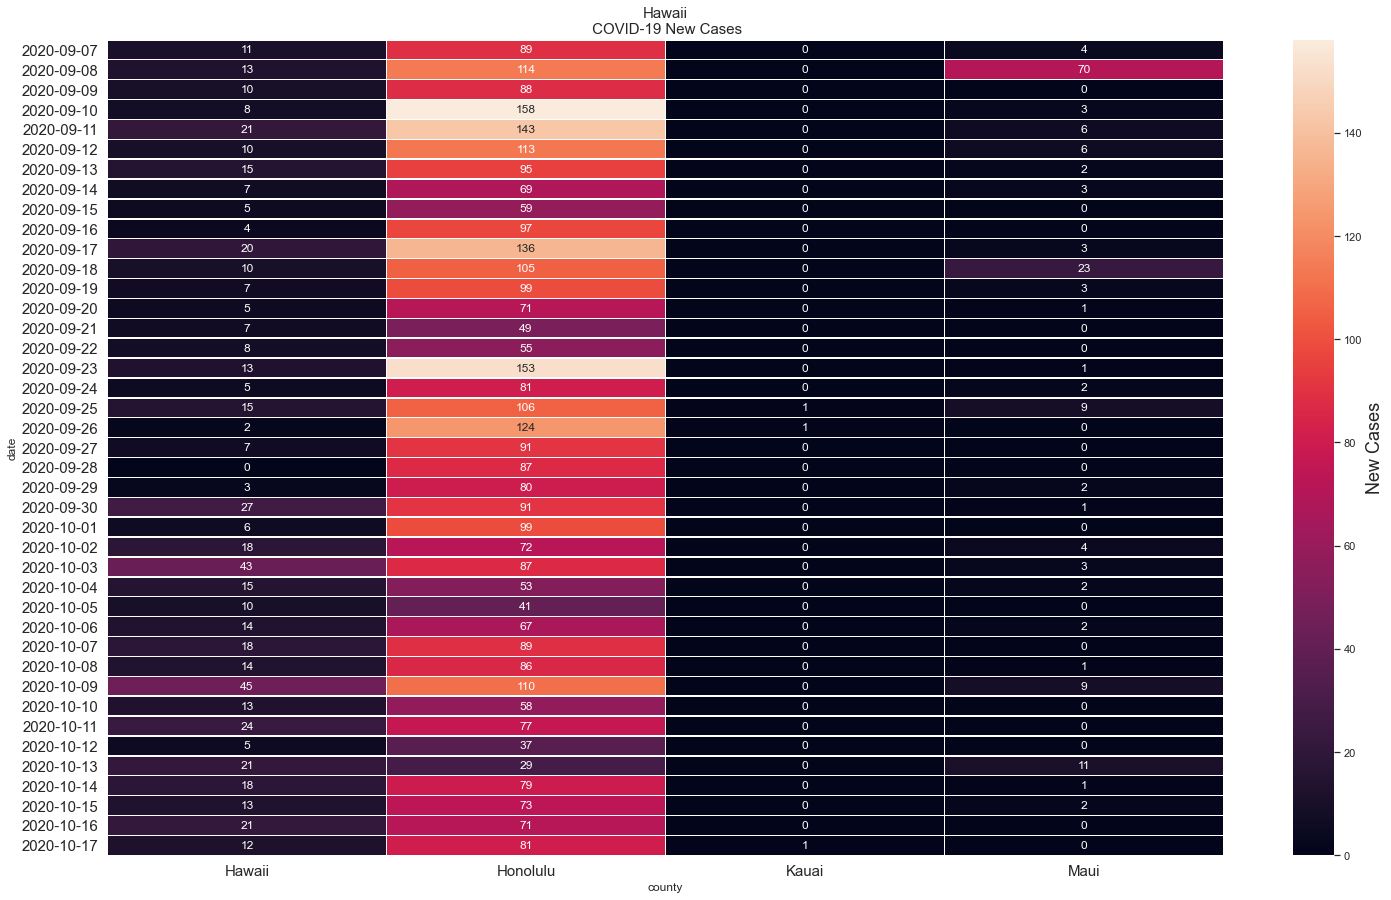 Hawaii
COVID-19 New Cases
2020-09-07 11 89 0 4
2020-09-08 13 114 0 70
2020-09-09 10 88 0 0
2020-09-10 8 158 0 3
2020-09-11 21 143 0 6
2020-09-12 10 113 0 6
2020-09-13 15 95 0 2
2020-09-14 7 69 0 3
2020-09-15 5 59 0 0
2020-09-16 4 97 0 0
2020-09-17 20 136 0 3
2020-09-18 10 105 0 23
2020-09-19 7 99 0 3
2020-09-20 5 71 0 1
2020-09-21 7 49 0 0
2020-09-22 8 55 0 0
2020-09-23 13 153 0 1
2020-09-24 5 81 0 2
2020-09-25 15 106 1 9
2020-09-26 2 124 1 0
2020-09-27 7 91 0 0
2020-09-28 0 87 0 0
2020-09-29 3 80 0 2
2020-09-30 27 91 0 1
2020-10-01 6 99 0 0
2020-10-02 18 72 0 4
2020-10-03 43 87 0 3
2020-10-04 15 53 0 2
2020-10-05 10 41 0 0
2020-10-06 14 67 0 2
2020-10-07 18 89 0 0
2020-10-08 14 86 0 1
2020-10-09 45 110 0 9
2020-10-10 13 58 0 0
2020-10-11 24 77 0 0
2020-10-12 5 37 0 0
2020-10-13 21 29 0 11
2020-10-14 18 79 0 1
2020-10-15 13 73 0 2
2020-10-16 21 71 0 0
2020-10-17 12 81 1 0
Hawaii Honolulu Kauai Maui
county
date
140
120
100
80
60
40
20
0
New Cases